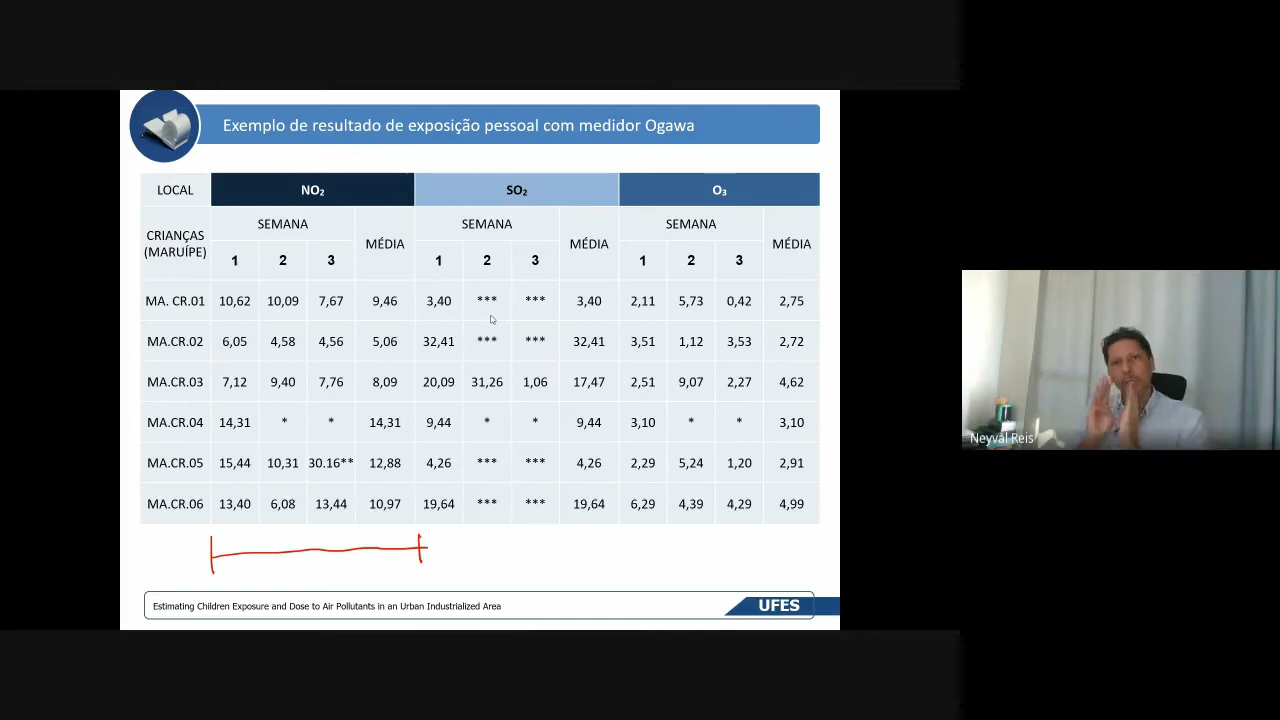 Exemplo de resultado de exposição pessoal com medidor Ogawa
LOCAL NO₂ SO₂ O₃
CRIANÇAS (MARUÍPE) SEMANA MÉDIA SEMANA MÉDIA SEMANA MÉDIA
1 2 3 1 2 3 1 2 3
MA. CR.01 10,62 10,09 7,67 9,46 3,40 *** *** 3,40 2,11 5,73 0,42 2,75
MA.CR.02 6,05 4,58 4,56 5,06 32,41 *** *** 32,41 3,51 1,12 3,53 2,72
MA.CR.03 7,12 9,40 7,76 8,09 20,09 31,26 1,06 17,47 2,51 9,07 2,27 4,62
MA.CR.04 14,31 * * 14,31 9,44 * * 9,44 3,10 * * 3,10
MA.CR.05 15,44 10,31 30.16** 12,88 4,26 *** *** 4,26 2,29 5,24 1,20 2,91
MA.CR.06 13,40 6,08 13,44 10,97 19,64 *** *** 19,64 6,29 4,39 4,29 4,99
Estimating Children Exposure and Dose to Air Pollutants in an Urban Industrialized Area
UFES
Neyval Reis